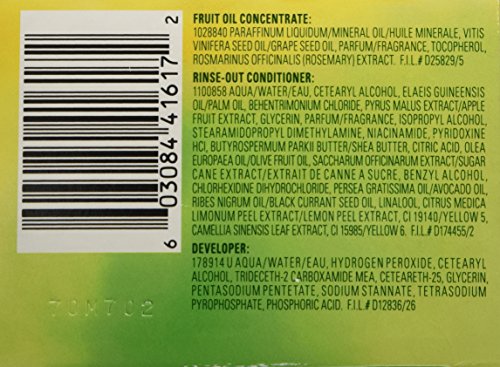 FRUIT OIL CONCENTRATE:
1028840 PARAFFINUM LIQUIDUM/MINERAL OIL/HUILE MINERALE, VITIS
VINIFERA SEED OIL/GRAPE SEED OIL, PARFUM/FRAGRANCE, TOCOPHEROL,
ROSMARINUS OFFICINALIS (ROSEMARY) EXTRACT. F.I.L.# D25829/5
RINSE-OUT CONDITIONER:
1100858 AQUA/WATER/EAU, CETEARYL ALCOHOL, ELAEIS GUINEENSIS
OIL/PALM OIL, BEHENTRIMONIUM CHLORIDE, PYRUS MALUS EXTRACT/APPLE
FRUIT EXTRACT, GLYCERIN, PARFUM/FRAGRANCE, ISOPROPYL ALCOHOL,
STEARAMIDOPROPYL DIMETHYLAMINE, NIACINAMIDE, PYRIDOXINE
HCI, BUTYROSPERMUM PARKII BUTTER/SHEA BUTTER, CITRIC ACID, OLEA
EUROPAEA OIL/OLIVE FRUIT OIL, SACCHARUM OFFICINARUM EXTRACT/SUGAR
CANE EXTRACT/EXTRAIT DE CANNE A SUCRE, BENZYL ALCOHOL,
CHLORHEXIDINE DIHYDROCHLORIDE, PERSEA GRATISSIMA OIL/AVOCADO OIL,
RIBES NIGRUM OIL/BLACK CURRANT SEED OIL, LINALOOL, CITRUS MEDICA
LIMONUM PEEL EXTRACT/LEMON PEEL EXTRACT, CI 19140/YELLOW 5,
CAMELLIA SINENSIS LEAF EXTRACT, CI 15985/YELLOW 6. F.I.L.# D174455/2
DEVELOPER:
178914 U AQUA/WATER/EAU, HYDROGEN PEROXIDE, CETEARYL
ALCOHOL, TRIDECETH-2 CARBOXAMIDE MEA, CETEARETH-25, GLYCERIN,
PENTASODIUM PENTETATE, SODIUM STANNATE, TETRASODIUM
PYROPHOSPHATE, PHOSPHORIC ACID. F.I.L.# D12836/26
6 03084 41617 2
70M702